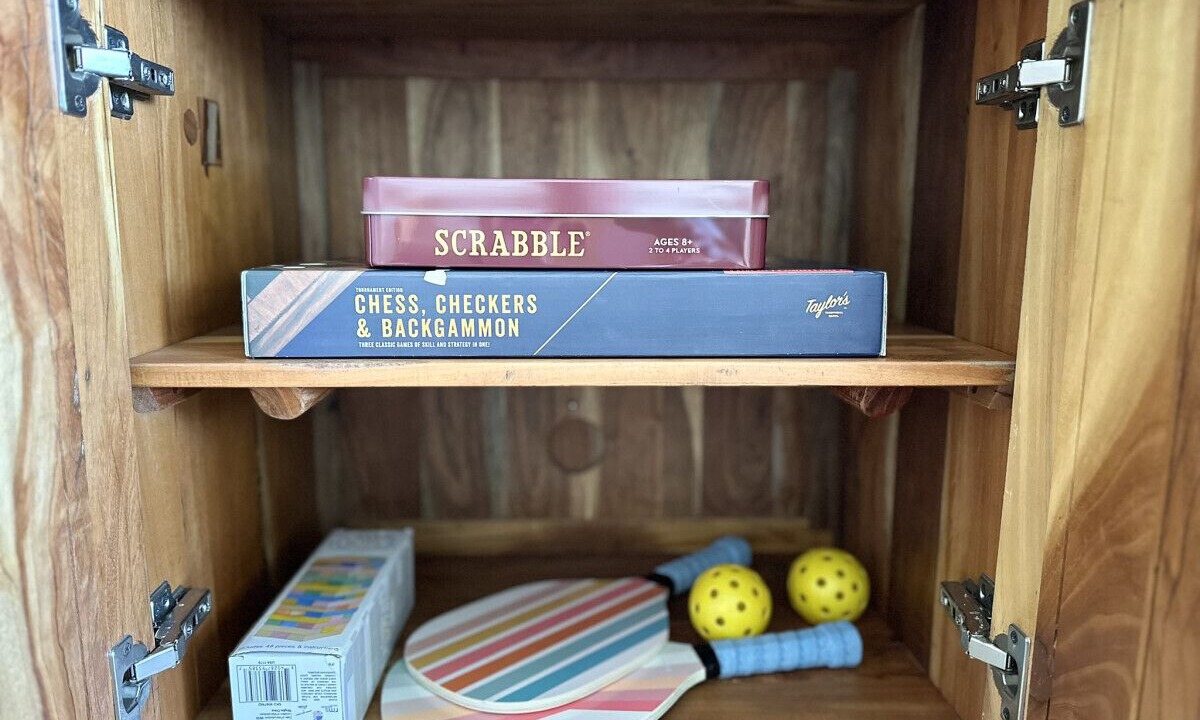 SCRABBLE®
AGES 8+
2 TO 4 PLAYERS
TOURNAMENT EDITION
CHESS, CHECKERS
& BACKGAMMON
THREE CLASSIC GAMES OF SKILL AND STRATEGY IN ONE!
Taylor's